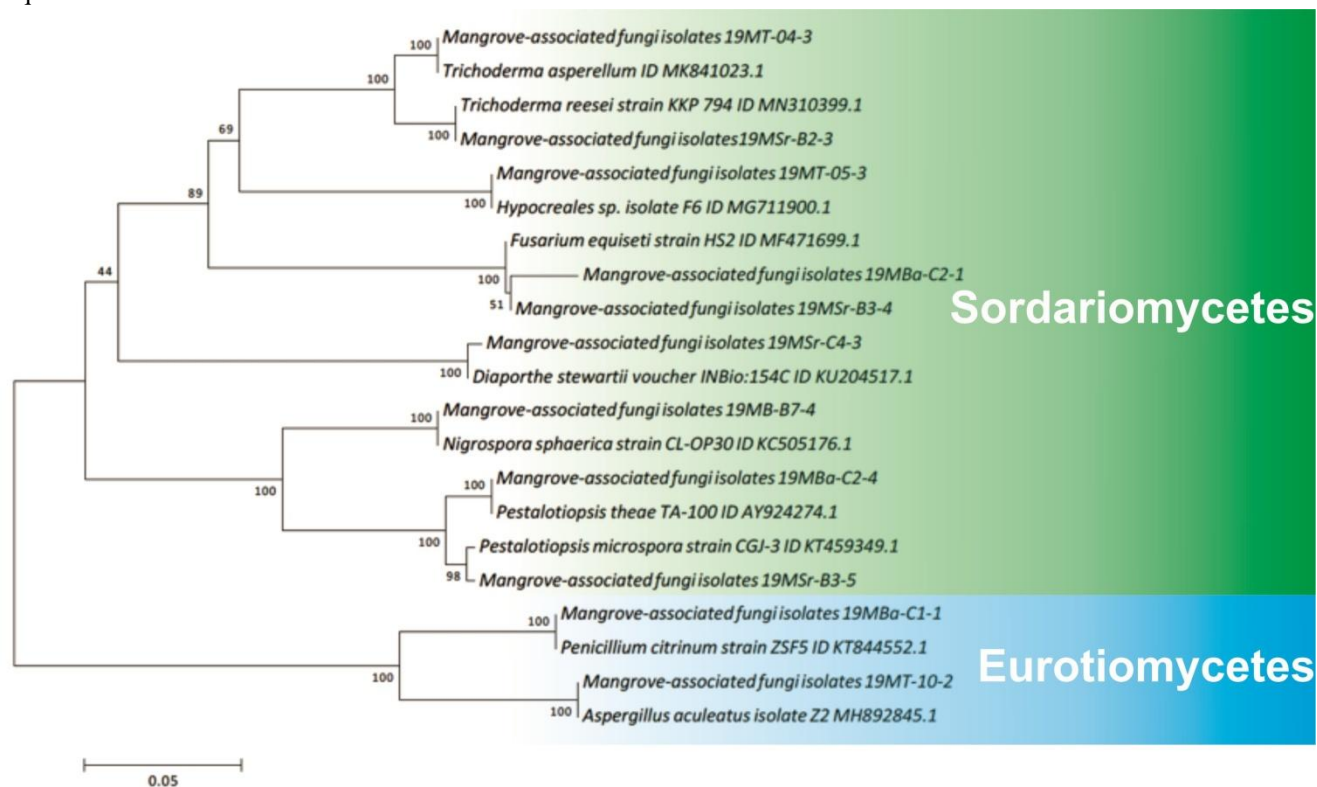 100
Mangrove-associated fungi isolates 19MT-04-3
Trichoderma asperellum ID MK841023.1
100
Trichoderma reesei strain KKP 794 ID MN310399.1
100
Mangrove-associated fungi isolates19MSr-B2-3
69
Mangrove-associated fungi isolates 19MT-05-3
89
100
Hypocreales sp. isolate F6 ID MG711900.1
Fusarium equiseti strain HS2 ID MF471699.1
44
100
Mangrove-associated fungi isolates 19MBa-C2-1
51
Mangrove-associated fungi isolates 19MSr-B3-4
Sordariomycetes
Mangrove-associated fungi isolates 19MSr-C4-3
100
Diaporthe stewartii voucher INBio:154C ID KU204517.1
100
Mangrove-associated fungi isolates 19MB-B7-4
Nigrospora sphaerica strain CL-OP30 ID KC505176.1
100
100
Mangrove-associated fungi isolates 19MBa-C2-4
Pestalotiopsis theae TA-100 ID AY924274.1
100
Pestalotiopsis microspora strain CGJ-3 ID KT459349.1
98
Mangrove-associated fungi isolates 19MSr-B3-5
100
Mangrove-associated fungi isolates 19MBa-C1-1
Penicillium citrinum strain ZSF5 ID KT844552.1
Eurotiomycetes
100
Mangrove-associated fungi isolates 19MT-10-2
100
Aspergillus aculeatus isolate Z2 MH892845.1
0.05